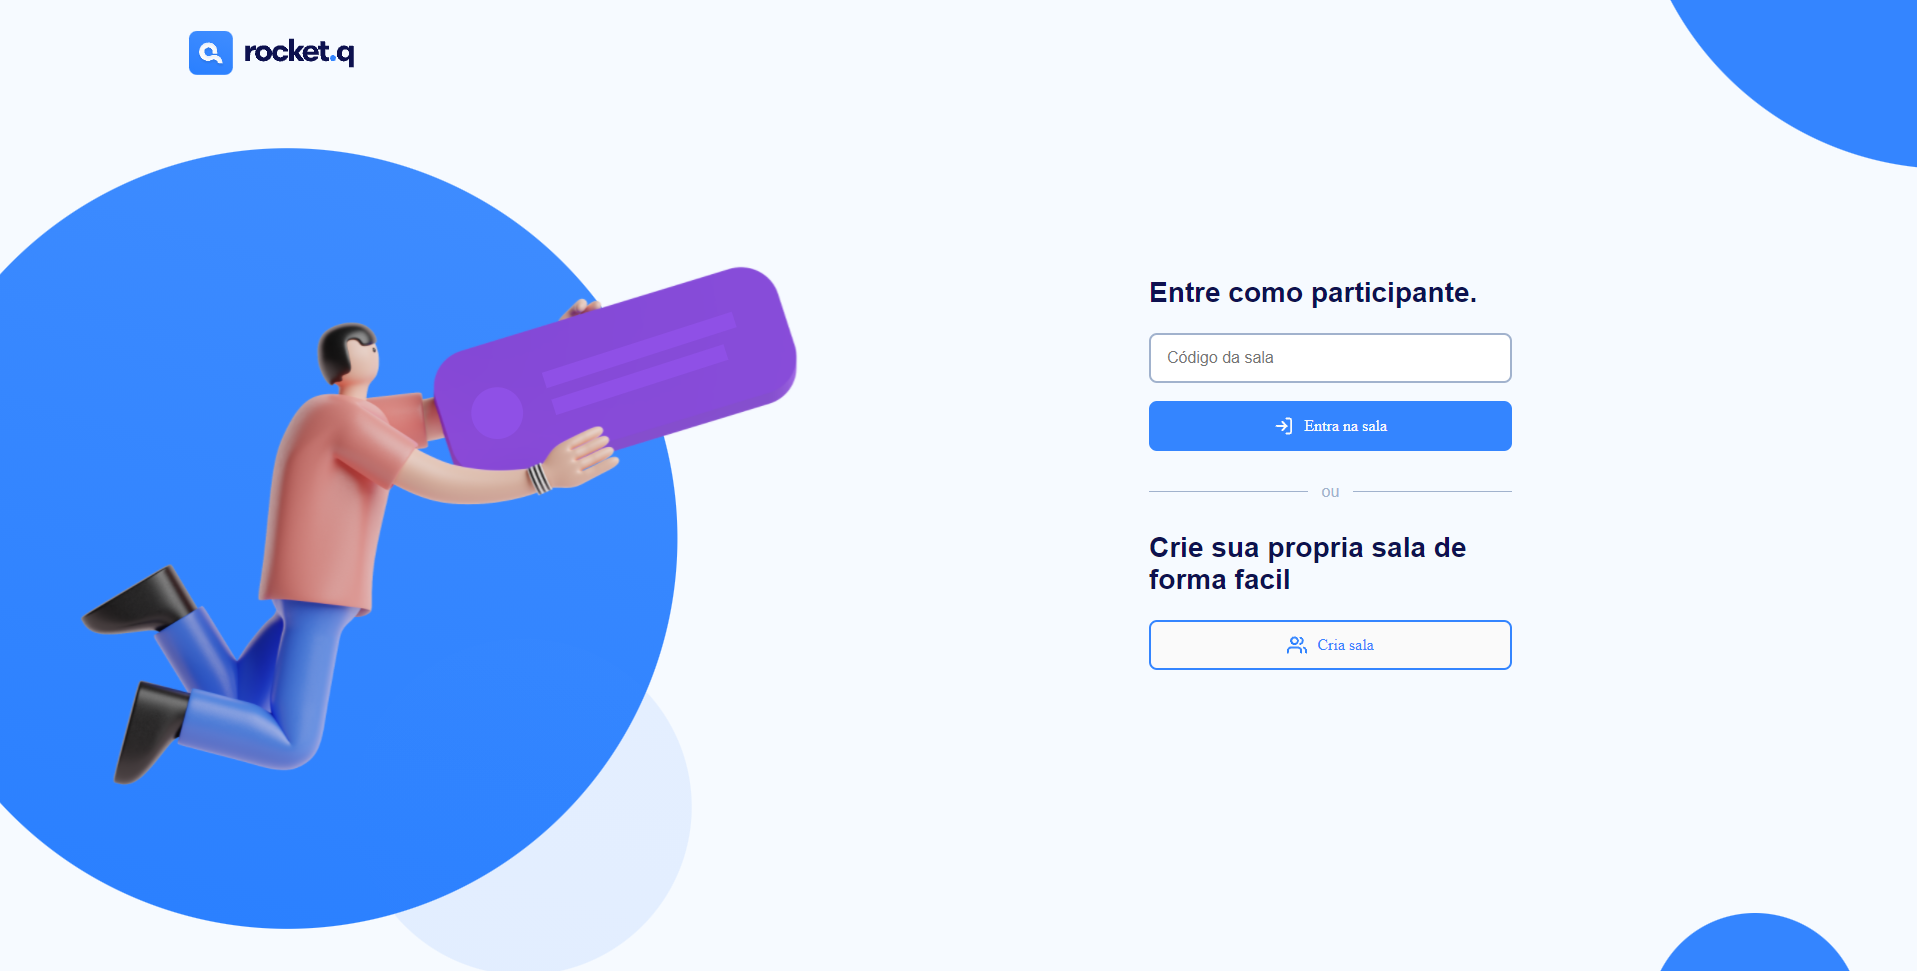 rocket.q
Entre como participante.
Código da sala
Entra na sala
ou
Crie sua propria sala de
forma facil
Cria sala